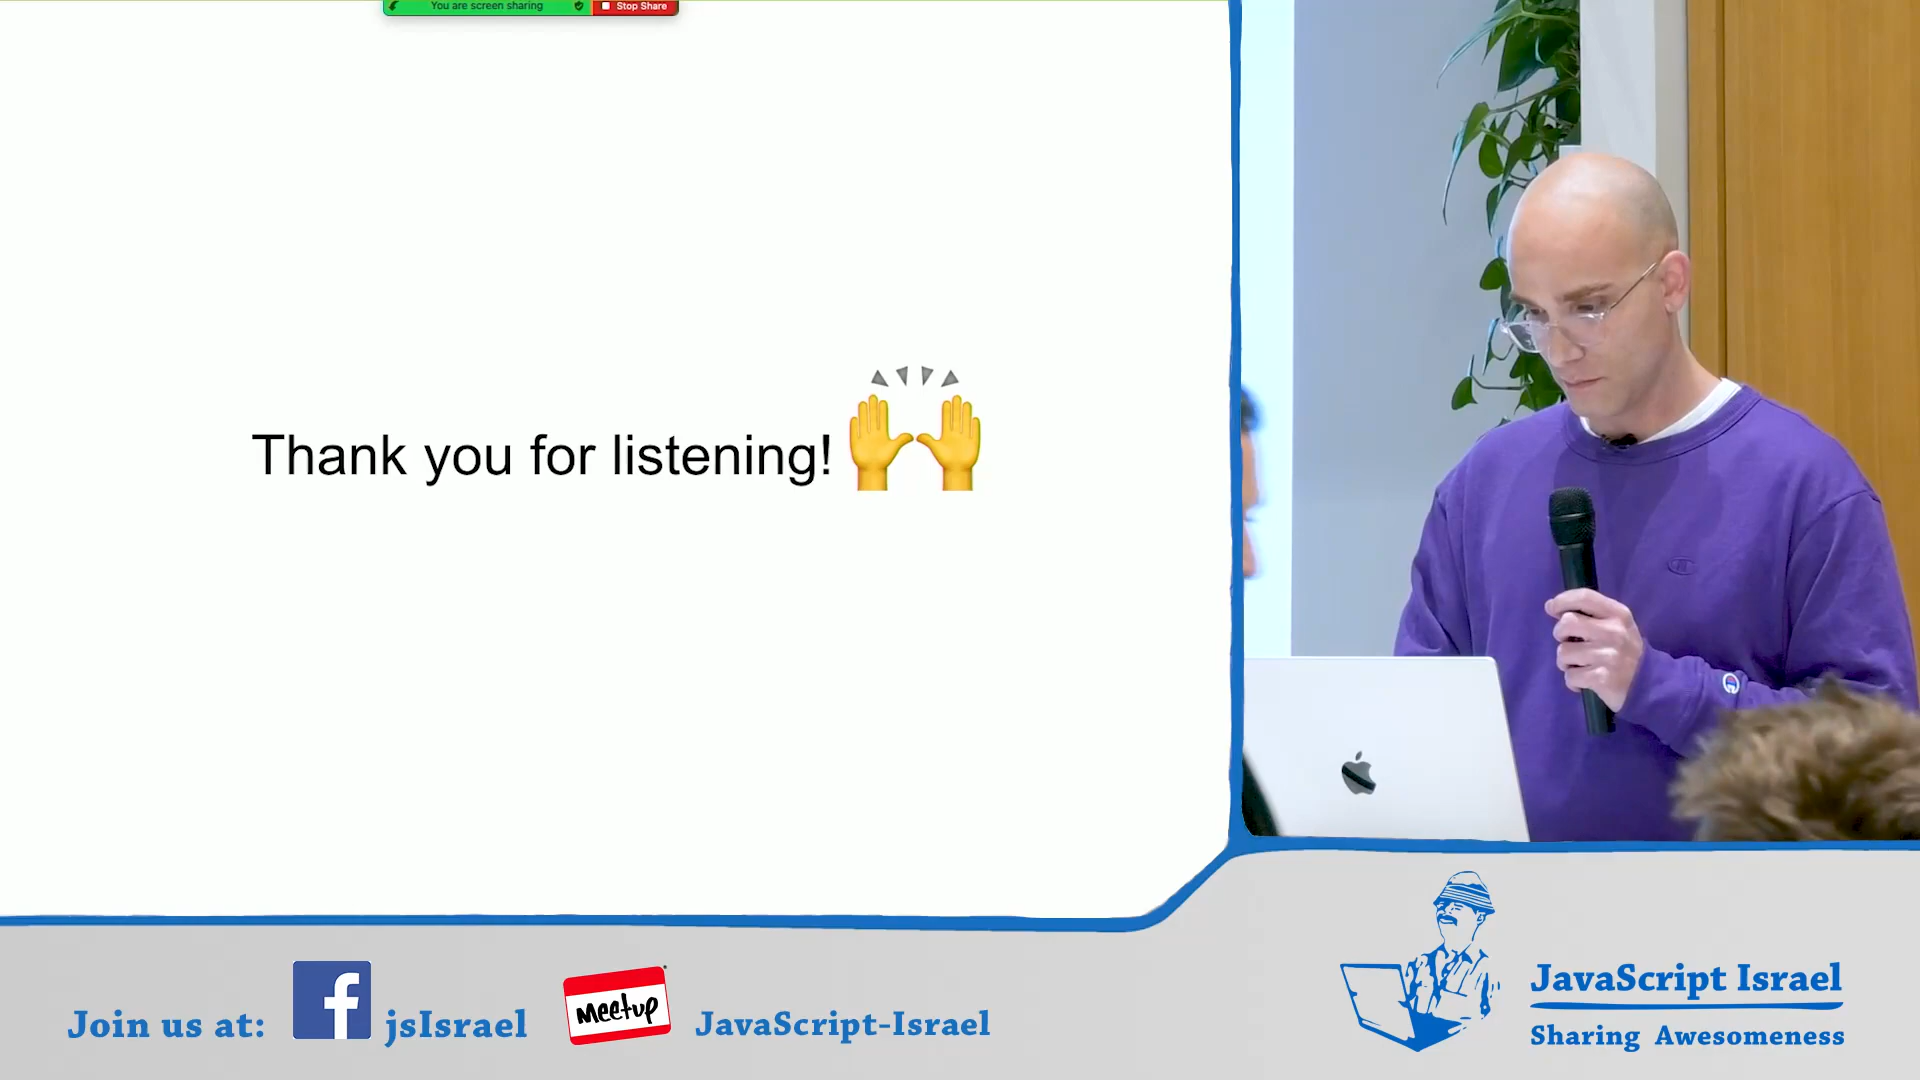 You are screen sharing
Stop Share
Thank you for listening!
Join us at:
jsIsrael
meetup
JavaScript-Israel
JavaScript Israel
Sharing Awesomeness